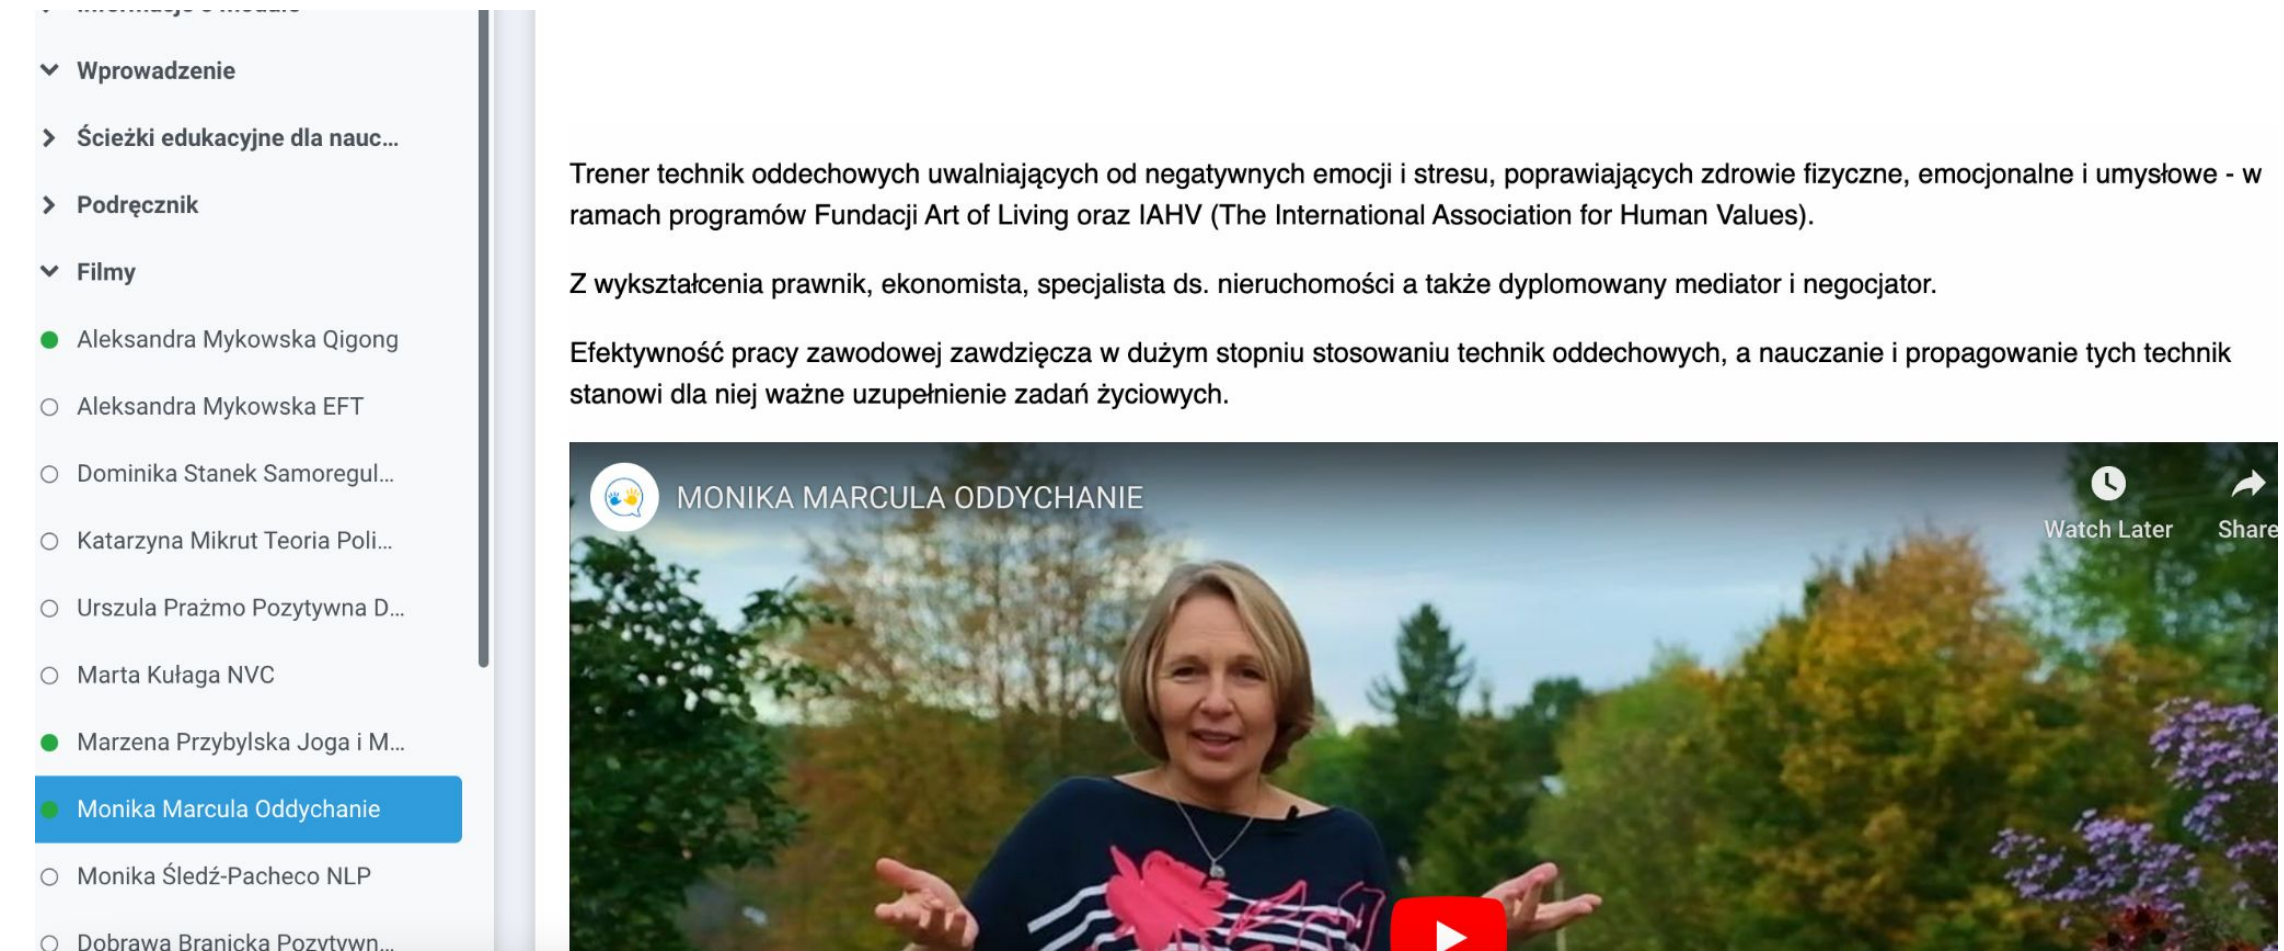 Wprowadzenie
Ścieżki edukacyjne dla nauc...
Podręcznik
Filmy
Aleksandra Mykowska Qigong
Aleksandra Mykowska EFT
Dominika Stanek Samoregul...
Katarzyna Mikrut Teoria Poli...
Urszula Prażmo Pozytywna D...
Marta Kułaga NVC
Marzena Przybylska Joga i M...
Monika Marcula Oddychanie
Monika Śledź-Pacheco NLP
Dobrawa Branicka Pozytywn...
Trener technik oddechowych uwalniających od negatywnych emocji i stresu, poprawiających zdrowie fizyczne, emocjonalne i umysłowe - w
ramach programów Fundacji Art of Living oraz IAHV (The International Association for Human Values).
Z wykształcenia prawnik, ekonomista, specjalista ds. nieruchomości a także dyplomowany mediator i negocjator.
Efektywność pracy zawodowej zawdzięcza w dużym stopniu stosowaniu technik oddechowych, a nauczanie i propagowanie tych technik
stanowi dla niej ważne uzupełnienie zadań życiowych.
MONIKA MARCULA ODDYCHANIE
Watch Later
Share